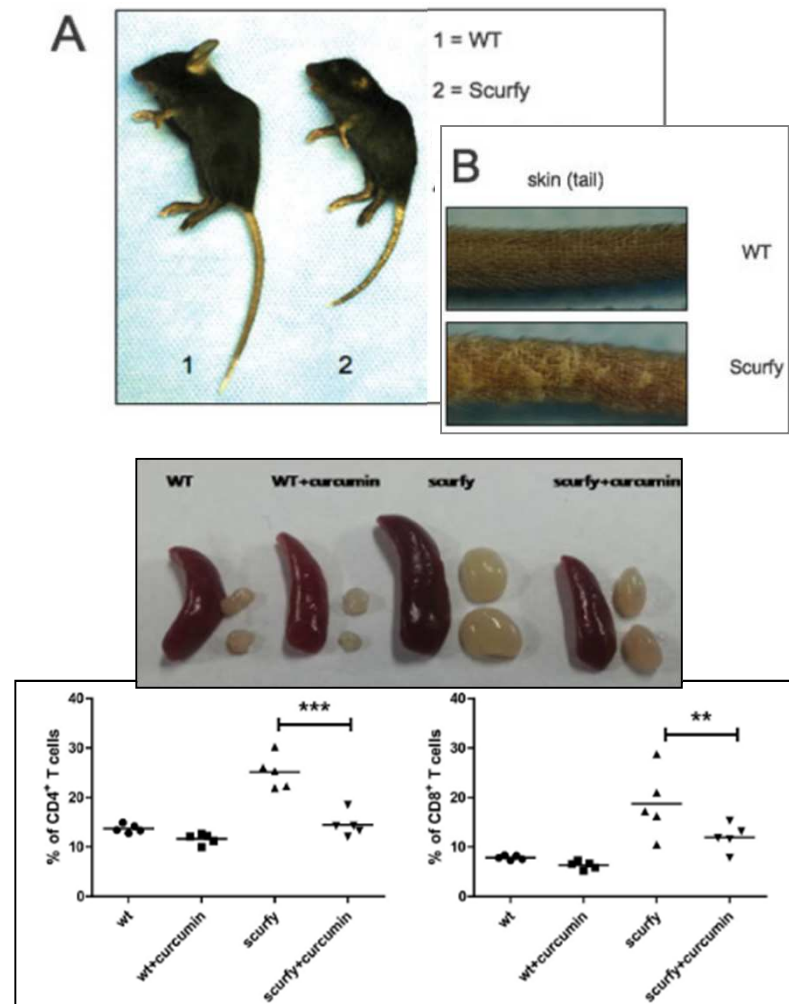 A
1 = WT
2 = Scurfy
1
2
B
skin (tail)
WT
Scurfy
WT WT+curcumin scurfy scurfy+curcumin
% of CD4+ T cells
40
30
20
10
0
***
wt
wt+curcumin
scurfy
scurfy+curcumin
% of CD8+ T cells
40
30
20
10
0
**
wt
wt+curcumin
scurfy
scurfy+curcumin